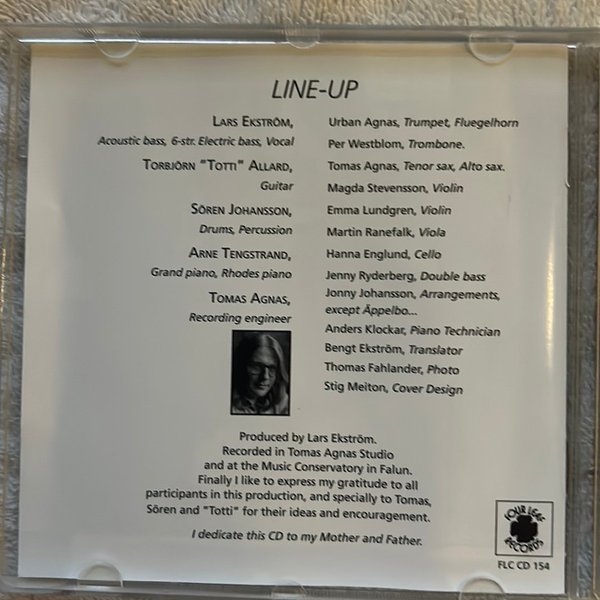 LINE-UP
LARS EKSTRÖM,
Acoustic bass, 6-str. Electric bass, Vocal
TORBJÖRN "TOTTI" ALLARD,
Guitar
SÖREN JOHANSSON,
Drums, Percussion
ARNE TENGSTRAND,
Grand piano, Rhodes piano
TOMAS AGNAS,
Recording engineer
Urban Agnas, Trumpet, Fluegelhorn
Per Westblom, Trombone.
Tomas Agnas, Tenor sax, Alto sax.
Magda Stevensson, Violin
Emma Lundgren, Violin
Martin Ranefalk, Viola
Hanna Englund, Cello
Jenny Ryderberg, Double bass
Jonny Johansson, Arrangements,
except Äppelbo...
Anders Klockar, Piano Technician
Bengt Ekström, Translator
Thomas Fahlander, Photo
Stig Meiton, Cover Design
Produced by Lars Ekström.
Recorded in Tomas Agnas Studio
and at the Music Conservatory in Falun.
Finally I like to express my gratitude to all
participants in this production, and specially to Tomas,
Sören and "Totti" for their ideas and encouragement.
I dedicate this CD to my Mother and Father.
FOUR LEAF
RECORDS
FLC CD 154